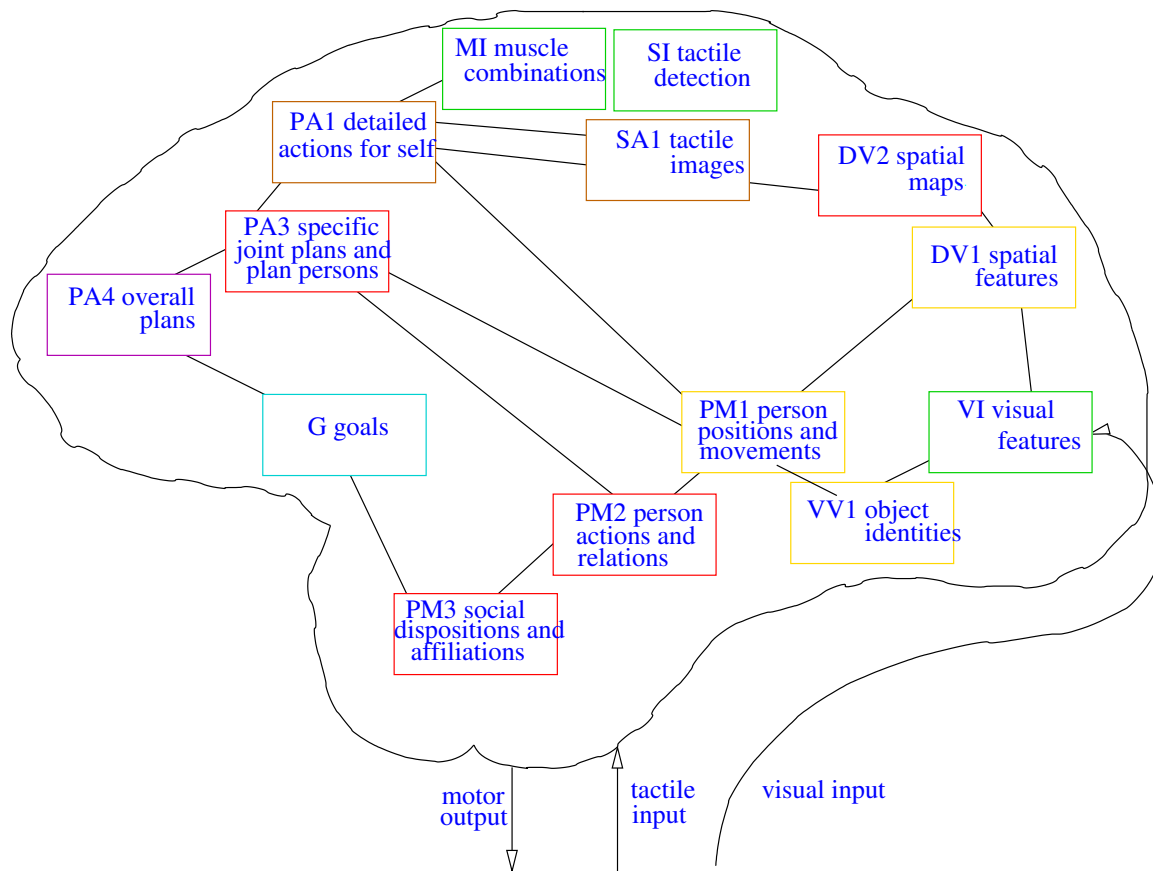 MI muscle
combinations
SI tactile
detection
PA1 detailed
actions for self
SA1 tactile
images
DV2 spatial
maps
PA3 specific
joint plans and
plan persons
DV1 spatial
features
PA4 overall
plans
G goals
PM1 person
positions and
movements
VI visual
features
VV1 object
identities
PM2 person
actions and
relations
PM3 social
dispositions and
affiliations
motor
output
tactile
input
visual input